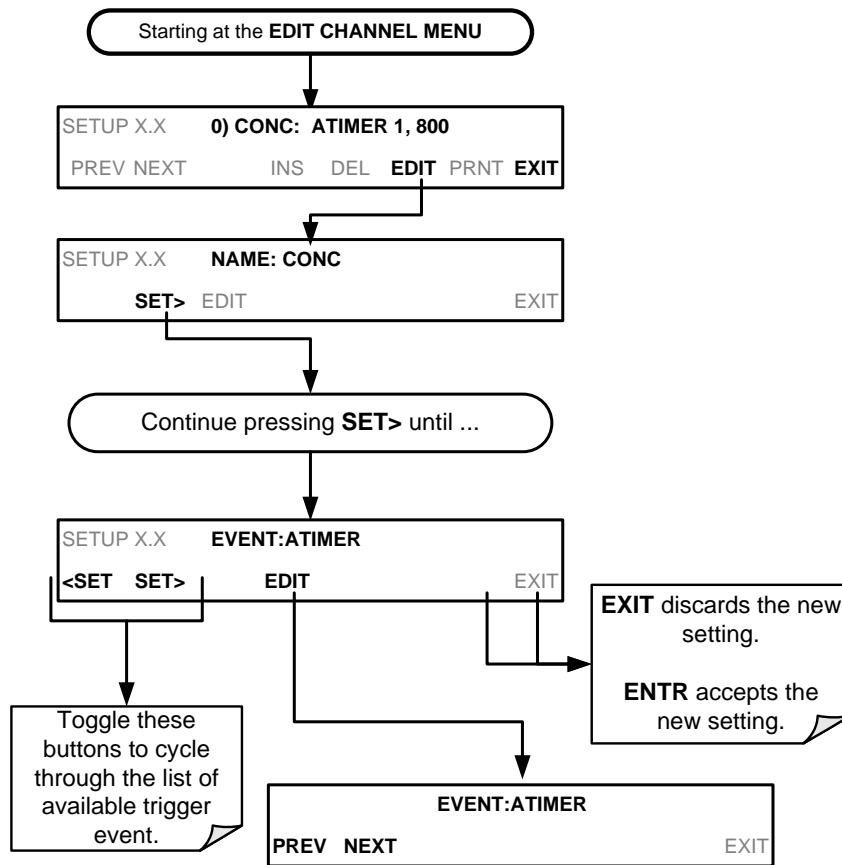 Starting at the EDIT CHANNEL MENU
SETUP X.X 0) CONC: ATIMER 1, 800
PREV NEXT INS DEL EDIT PRNT EXIT
SETUP X.X NAME: CONC
SET> EDIT EXIT
Continue pressing SET> until ...
SETUP X.X EVENT:ATIMER
<SET SET> EDIT EXIT
EXIT discards the new
setting.
ENTR accepts the
new setting.
Toggle these
buttons to cycle
through the list of
available trigger
event.
EVENT:ATIMER
PREV NEXT EXIT